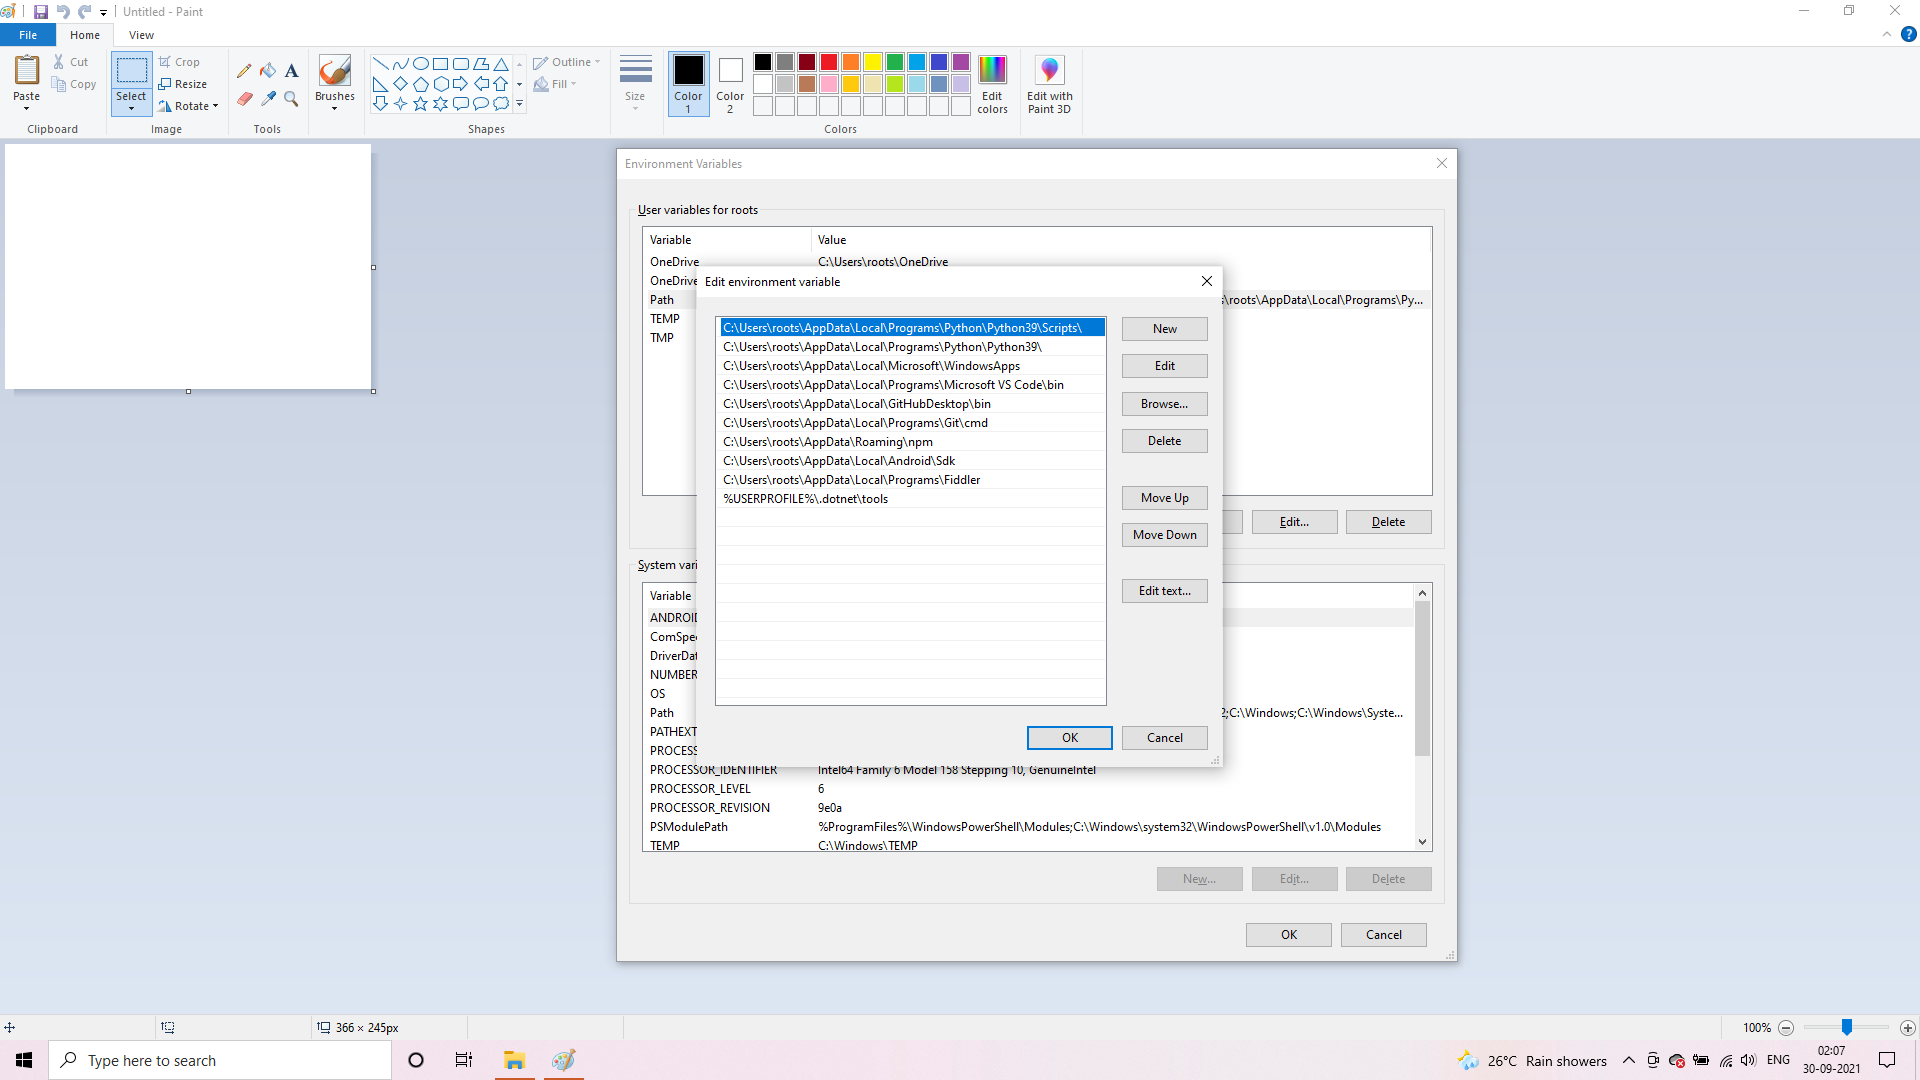 Untitled - Paint
File
Home
View
Paste
Cut
Copy
Clipboard
Select
Crop
Resize
Rotate
Image
A
Tools
Brushes
Shapes
Outline
Fill
Size
Color
1
Color
2
Edit
colors
Colors
Edit with
Paint 3D
Environment Variables
User variables for roots
Variable Value
OneDrive C:\Users\roots\OneDrive
OneDrive
Path s\roots\AppData\Local\Programs\Py...
TEMP
TMP
Edit environment variable
C:\Users\roots\AppData\Local\Programs\Python\Python39\Scripts\
C:\Users\roots\AppData\Local\Programs\Python\Python39\
C:\Users\roots\AppData\Local\Microsoft\WindowsApps
C:\Users\roots\AppData\Local\Programs\Microsoft VS Code\bin
C:\Users\roots\AppData\Local\GitHubDesktop\bin
C:\Users\roots\AppData\Local\Programs\Git\cmd
C:\Users\roots\AppData\Roaming\npm
C:\Users\roots\AppData\Local\Android\Sdk
C:\Users\roots\AppData\Local\Programs\Fiddler
%USERPROFILE%\.dotnet\tools
New
Edit
Browse...
Delete
Move Up
Move Down
Edit text...
OK
Cancel
Edit...
Delete
System vari
Variable
ANDROID
ComSpec
DriverDat
NUMBER
OS
Path 2;C:\Windows;C:\Windows\Syste...
PATHEXT
PROCESS
PROCESSOR_IDENTIFIER Intel64 Family 6 Model 158 Stepping 10, GenuineIntel
PROCESSOR_LEVEL 6
PROCESSOR_REVISION 9e0a
PSModulePath %ProgramFiles%\WindowsPowerShell\Modules;C:\Windows\system32\WindowsPowerShell\v1.0\Modules
TEMP C:\Windows\TEMP
New...
Edit...
Delete
OK
Cancel
366 × 245px
100%
Type here to search
26°C Rain showers
ENG
02:07
30-09-2021